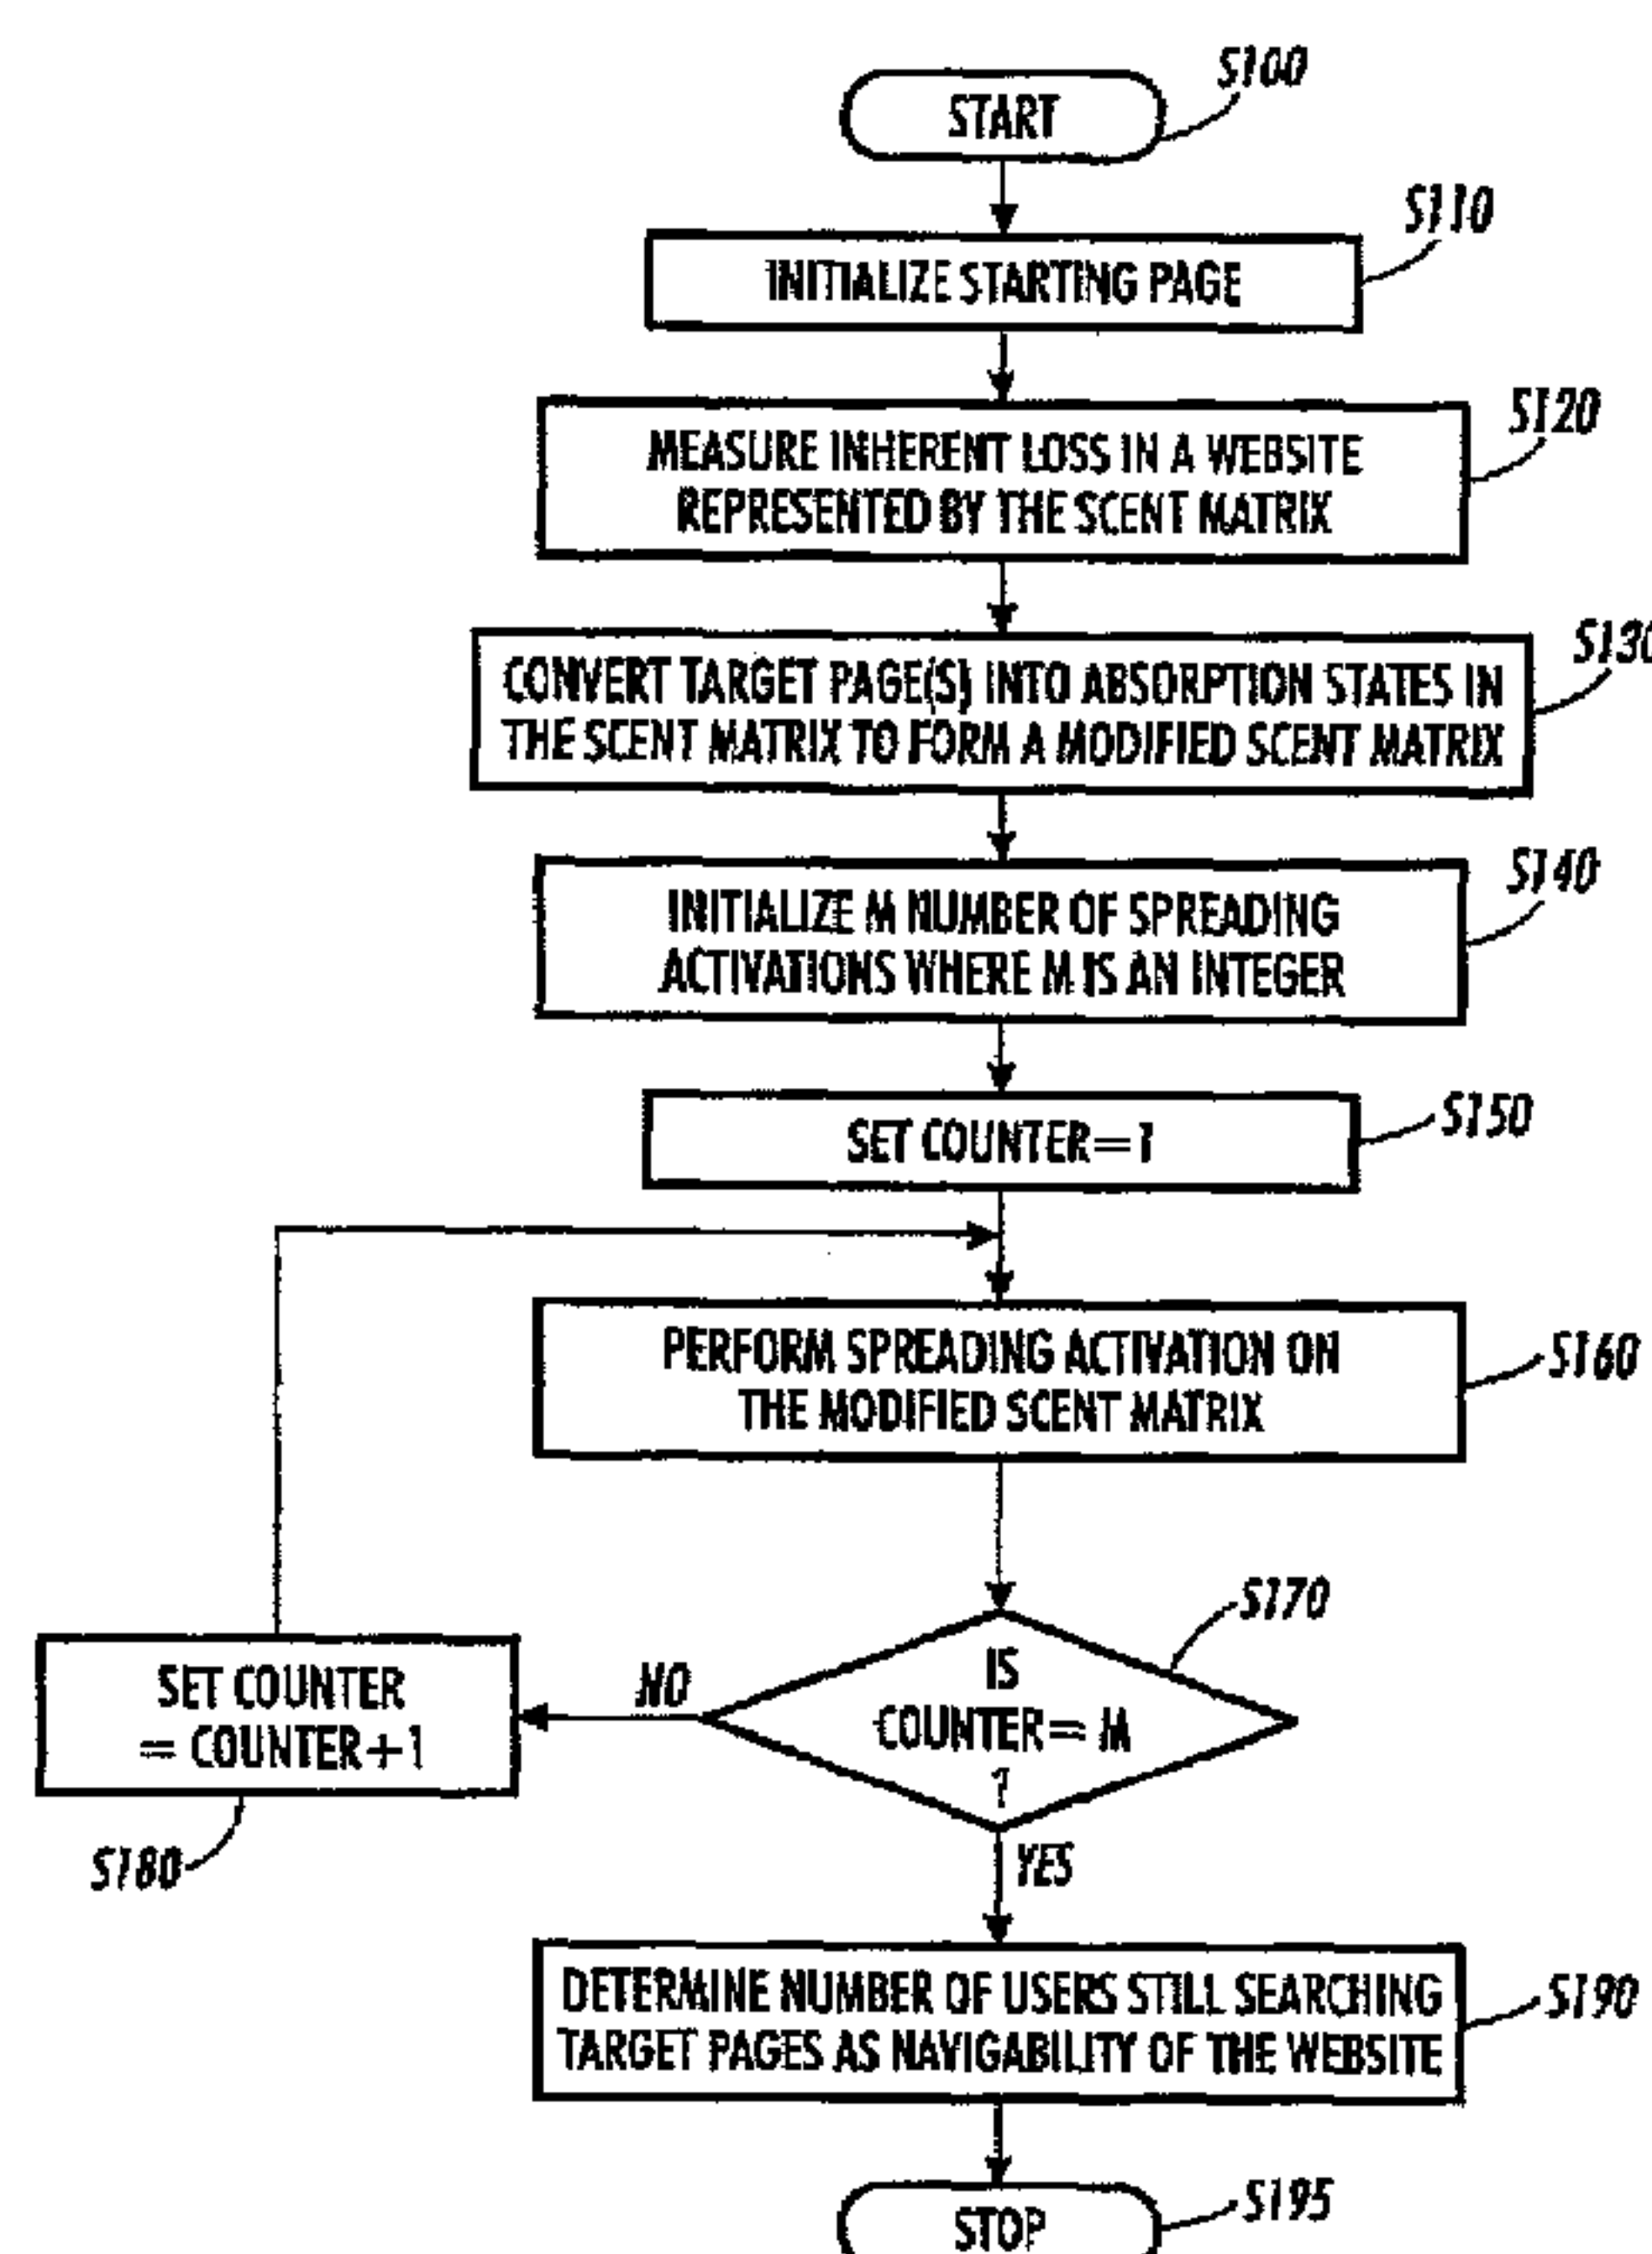 S100
START
S110
INITIALIZE STARTING PAGE
S120
MEASURE INHERENT LOSS IN A WEBSITE
REPRESENTED BY THE SCENT MATRIX
S130
CONVERT TARGET PAGE(S) INTO ABSORPTION STATES IN
THE SCENT MATRIX TO FORM A MODIFIED SCENT MATRIX
S140
INITIALIZE M NUMBER OF SPREADING
ACTIVATIONS WHERE M IS AN INTEGER
S150
SET COUNTER=1
S160
PERFORM SPREADING ACTIVATION ON
THE MODIFIED SCENT MATRIX
S170
IS
COUNTER= M
?
NO
SET COUNTER
= COUNTER+1
S180
YES
S190
DETERMINE NUMBER OF USERS STILL SEARCHING
TARGET PAGES AS NAVIGABILITY OF THE WEBSITE
S195
STOP